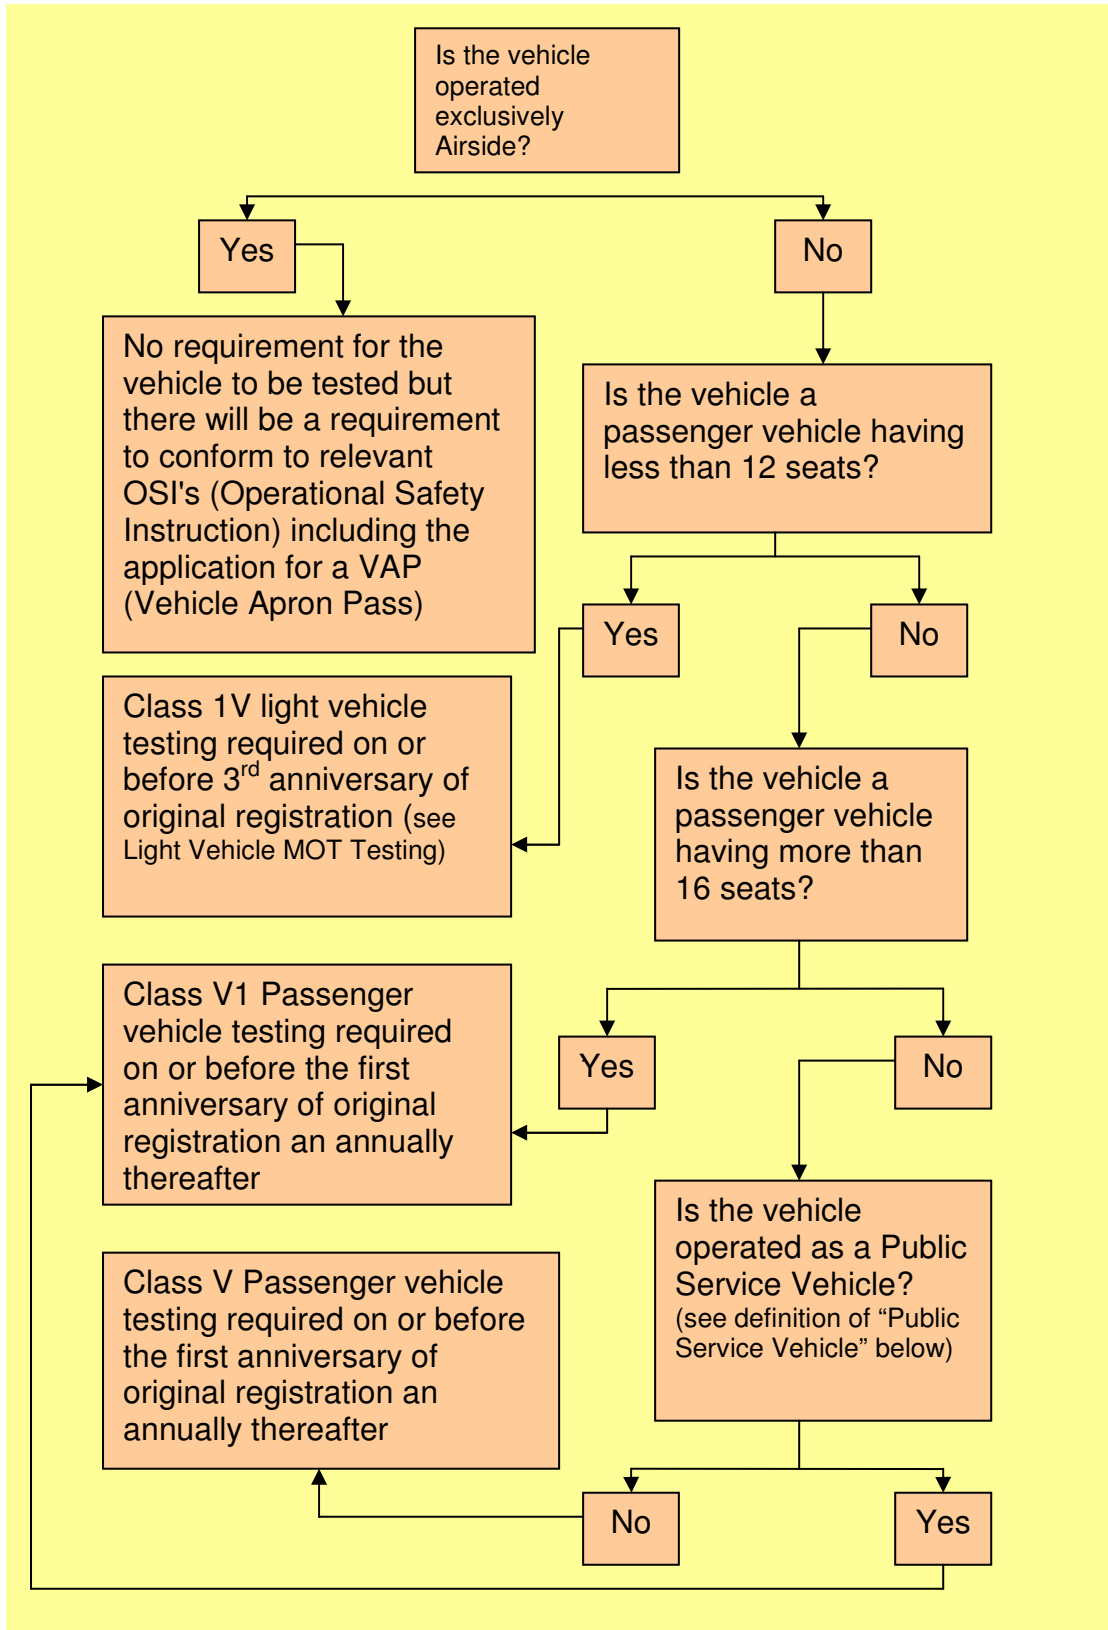 Is the vehicle
operated
exclusively
Airside?
Yes
No
No requirement for the
vehicle to be tested but
there will be a requirement
to conform to relevant
OSI's (Operational Safety
Instruction) including the
application for a VAP
(Vehicle Apron Pass)
Is the vehicle a
passenger vehicle having
less than 12 seats?
Yes
No
Class 1V light vehicle
testing required on or
before 3rd anniversary of
original registration (see
Light Vehicle MOT Testing)
Is the vehicle a
passenger vehicle
having more than
16 seats?
Yes
No
Class V1 Passenger
vehicle testing required
on or before the first
anniversary of original
registration an annually
thereafter
Is the vehicle
operated as a Public
Service Vehicle?
(see definition of “Public
Service Vehicle” below)
Class V Passenger vehicle
testing required on or before
the first anniversary of
original registration an
annually thereafter
No
Yes